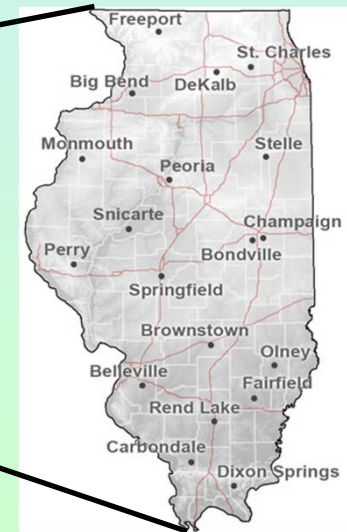 Freeport
St. Charles
DeKalb
Big Bend
Monmouth
Stelle
Peoria
Snicarte
Champaign
Bondville
Perry
Springfield
Brownstown
Olney
Belleville
Fairfield
Rend Lake
Carbondale
Dixon Springs